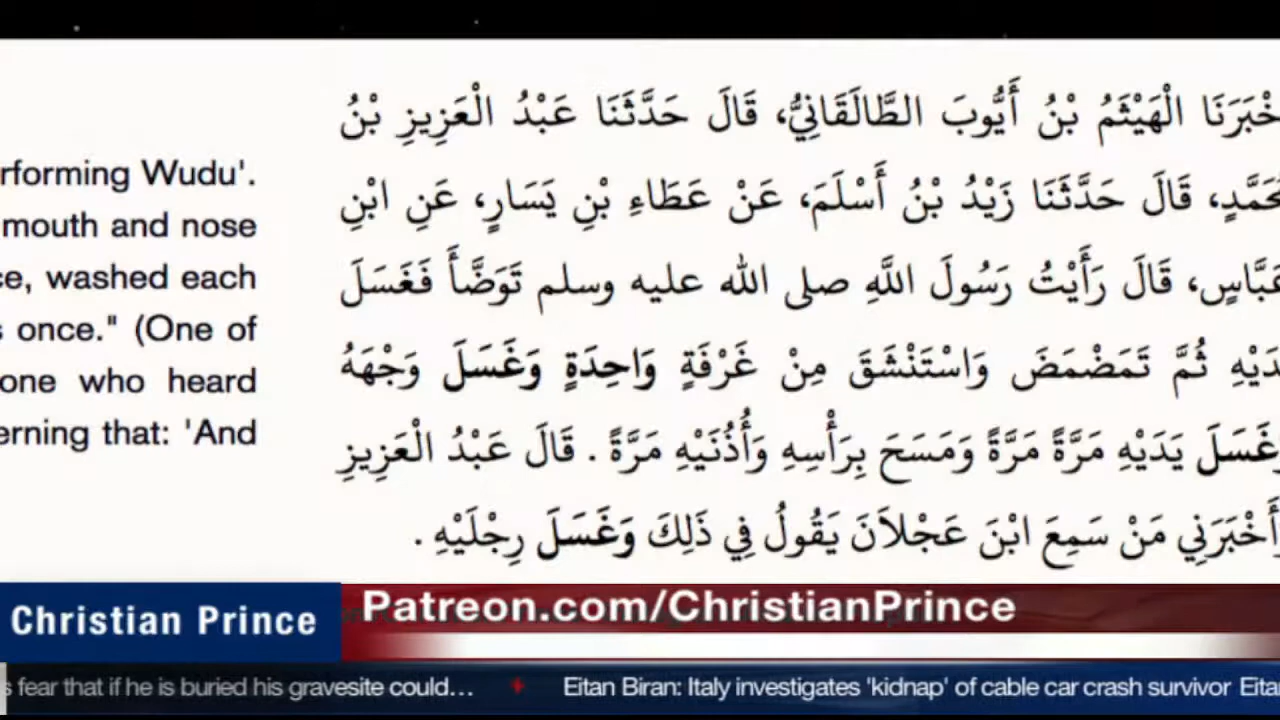 خْبَرَنَا الْهَيْثَمُ بْنُ أَيُّوبَ الطَّالَقَانِيُّ، قَالَ حَدَّثَنَا عَبْدُ الْعَزِيزِ بْنُ
حَمَّدٍ، قَالَ حَدَّثَنَا زَيْدُ بْنُ أَسْلَمَ، عَنْ عَطَاءِ بْنِ يَسَارٍ، عَنِ ابْنِ
عَبَّاسٍ، قَالَ رَأَيْتُ رَسُولَ اللَّهِ صلى الله عليه وسلم تَوَضَّأَ فَغَسَلَ
دَيْهِ ثُمَّ تَمَضْمَضَ وَاسْتَنْشَقَ مِنْ غَرْفَةٍ وَاحِدَةٍ وَغَسَلَ وَجْهَهُ
وَغَسَلَ يَدَيْهِ مَرَّةً مَرَّةً وَمَسَحَ بِرَأْسِهِ وَأُذُنَيْهِ مَرَّةً . قَالَ عَبْدُ الْعَزِيزِ
أَخْبَرَنِي مَنْ سَمِعَ ابْنَ عَجْلاَنَ يَقُولُ فِي ذَلِكَ وَغَسَلَ رِجْلَيْهِ .
rforming Wudu'.
mouth and nose
ce, washed each
s once." (One of
one who heard
erning that: 'And
Christian Prince
Patreon.com/ChristianPrince
s fear that if he is buried his gravesite could... Eitan Biran: Italy investigates 'kidnap' of cable car crash survivor Eita